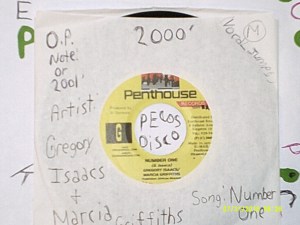 O.P.
Note:
or
2001
2000'
M
Artist:
Gregory
Isaacs
+
Marcia Griffiths
Penthouse
RECORDS
PECOS
DISCO
NUMBER ONE
GREGORY ISAACS/
MARCIA GRIFFITHS
Song: Number
One